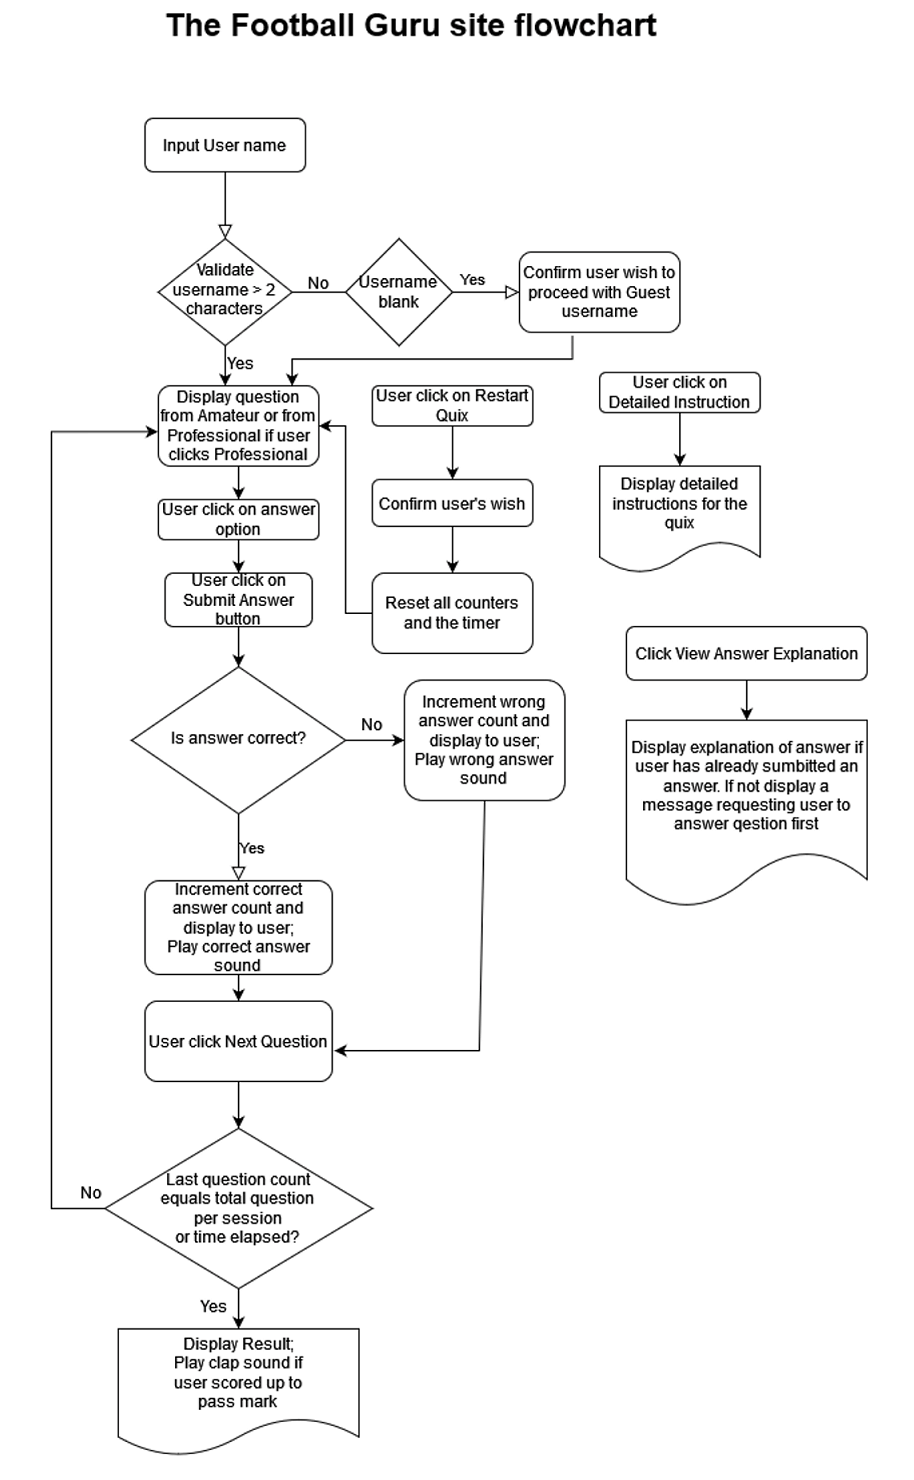 The Football Guru site flowchart
Input User name
Validate
username > 2
characters
No
Username
blank
Yes
Confirm user wish to
proceed with Guest
username
Yes
Display question
from Amateur or from
Professional if user
clicks Professional
User click on Restart
Quix
User click on
Detailed Instruction
Confirm user's wish
Display detailed
instructions for the
quix
User click on answer
option
User click on
Submit Answer
button
Reset all counters
and the timer
Click View Answer Explanation
Is answer correct?
No
Increment wrong
answer count and
display to user;
Play wrong answer
sound
Display explanation of answer if
user has already sumbitted an
answer. If not display a
message requesting user to
answer qestion first
Yes
Increment correct
answer count and
display to user;
Play correct answer
sound
User click Next Question
Last question count
equals total question
per session
or time elapsed?
No
Yes
Display Result;
Play clap sound if
user scored up to
pass mark